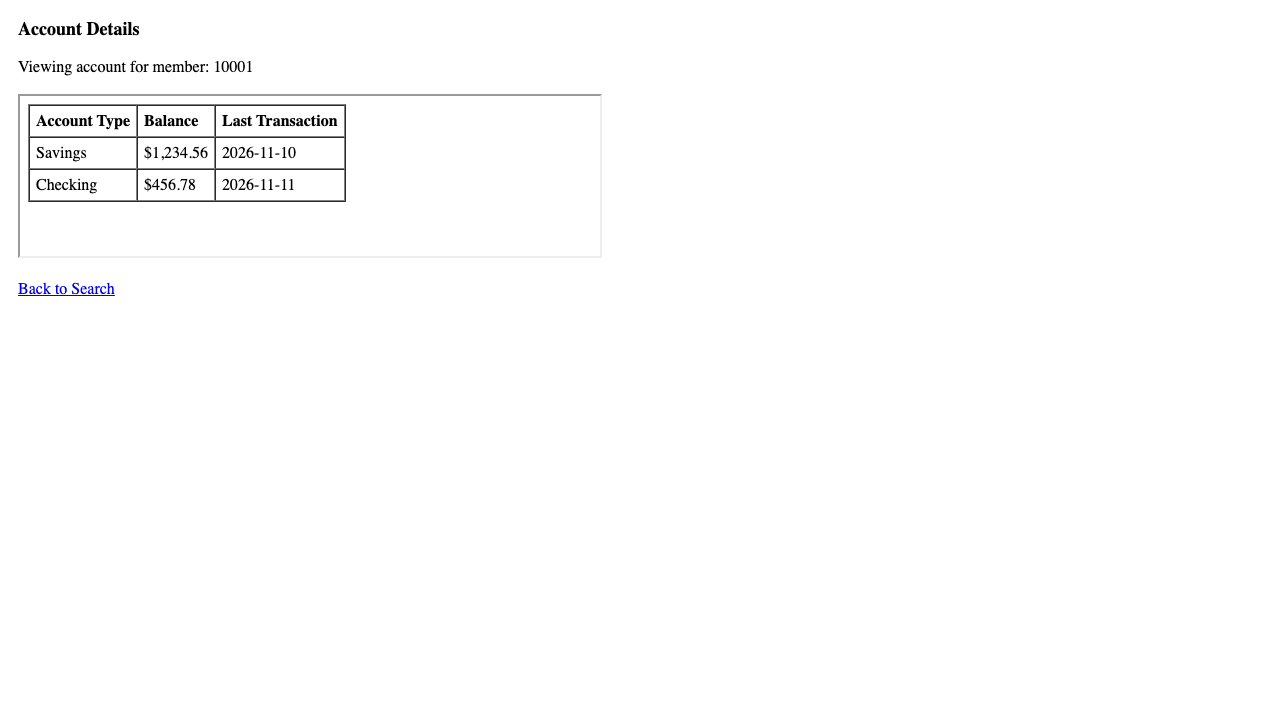 Account Details
Viewing account for member: 10001
Account Type Balance Last Transaction
Savings $1,234.56 2026-11-10
Checking $456.78 2026-11-11
Back to Search